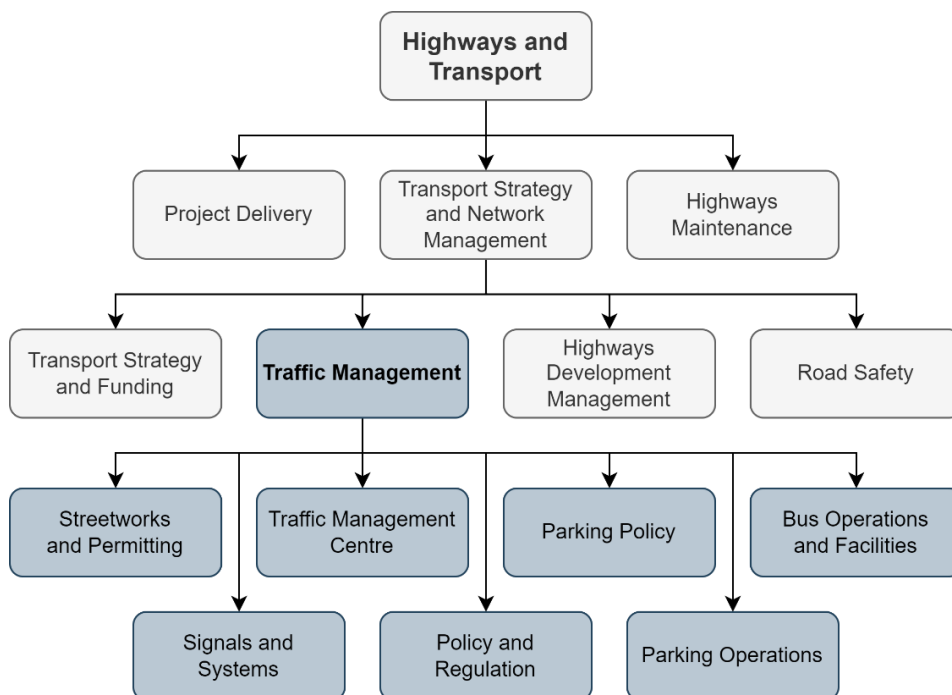 Highways and
Transport
Project Delivery
Transport Strategy
and Network
Management
Highways
Maintenance
Transport Strategy
and Funding
Traffic Management
Highways
Development
Management
Road Safety
Streetworks
and Permitting
Traffic Management
Centre
Parking Policy
Bus Operations
and Facilities
Signals and
Systems
Policy and
Regulation
Parking Operations